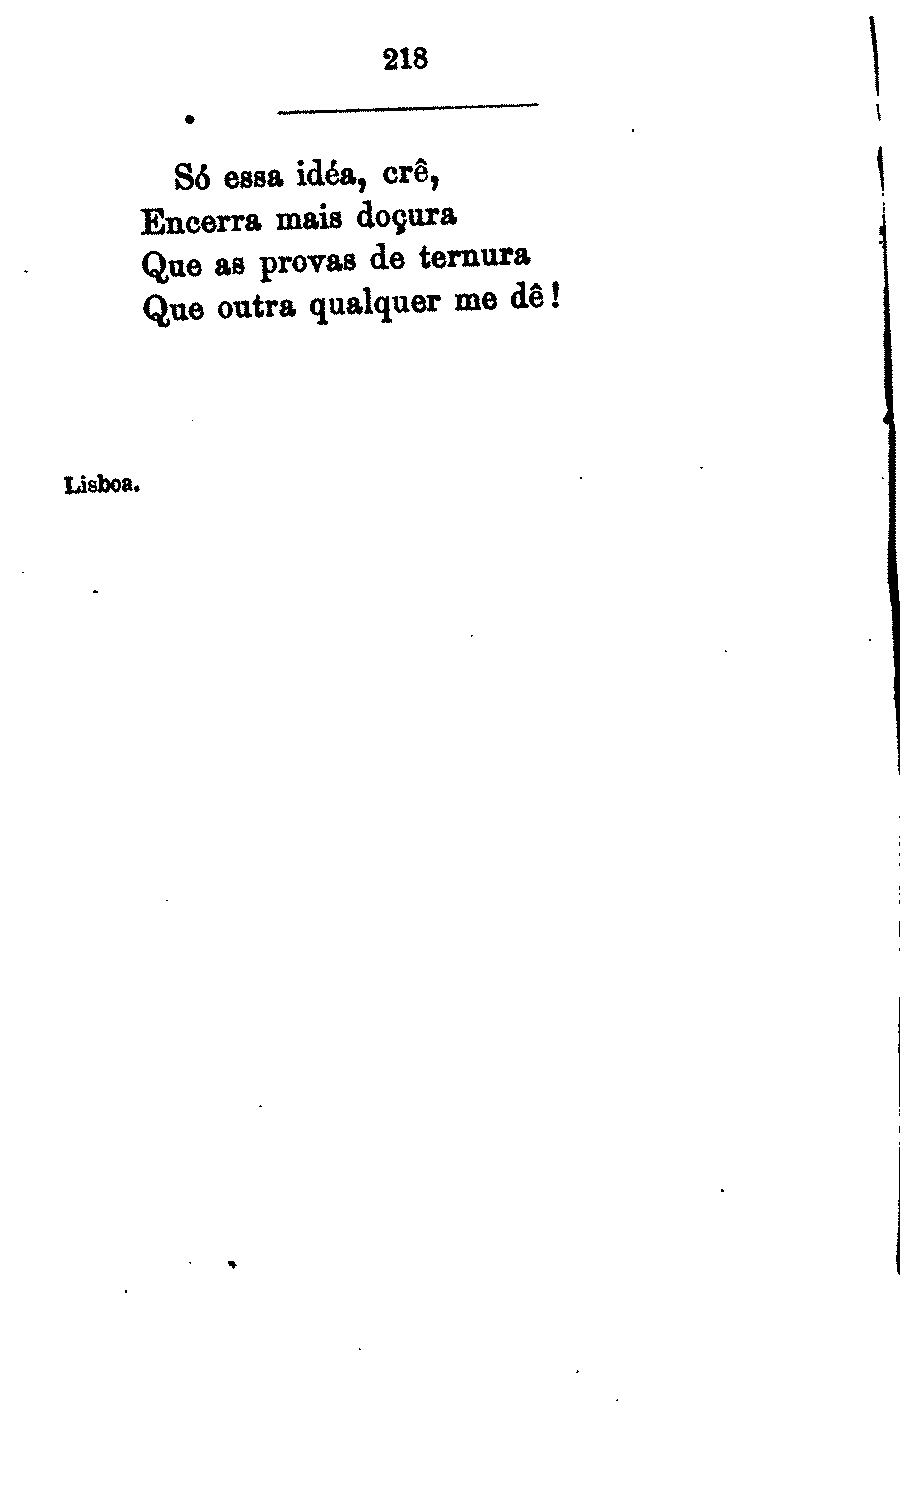 218
Só essa idéa, crê,
Encerra mais doçura
Que as provas de ternura
Que outra qualquer me dê!
Lisboa.